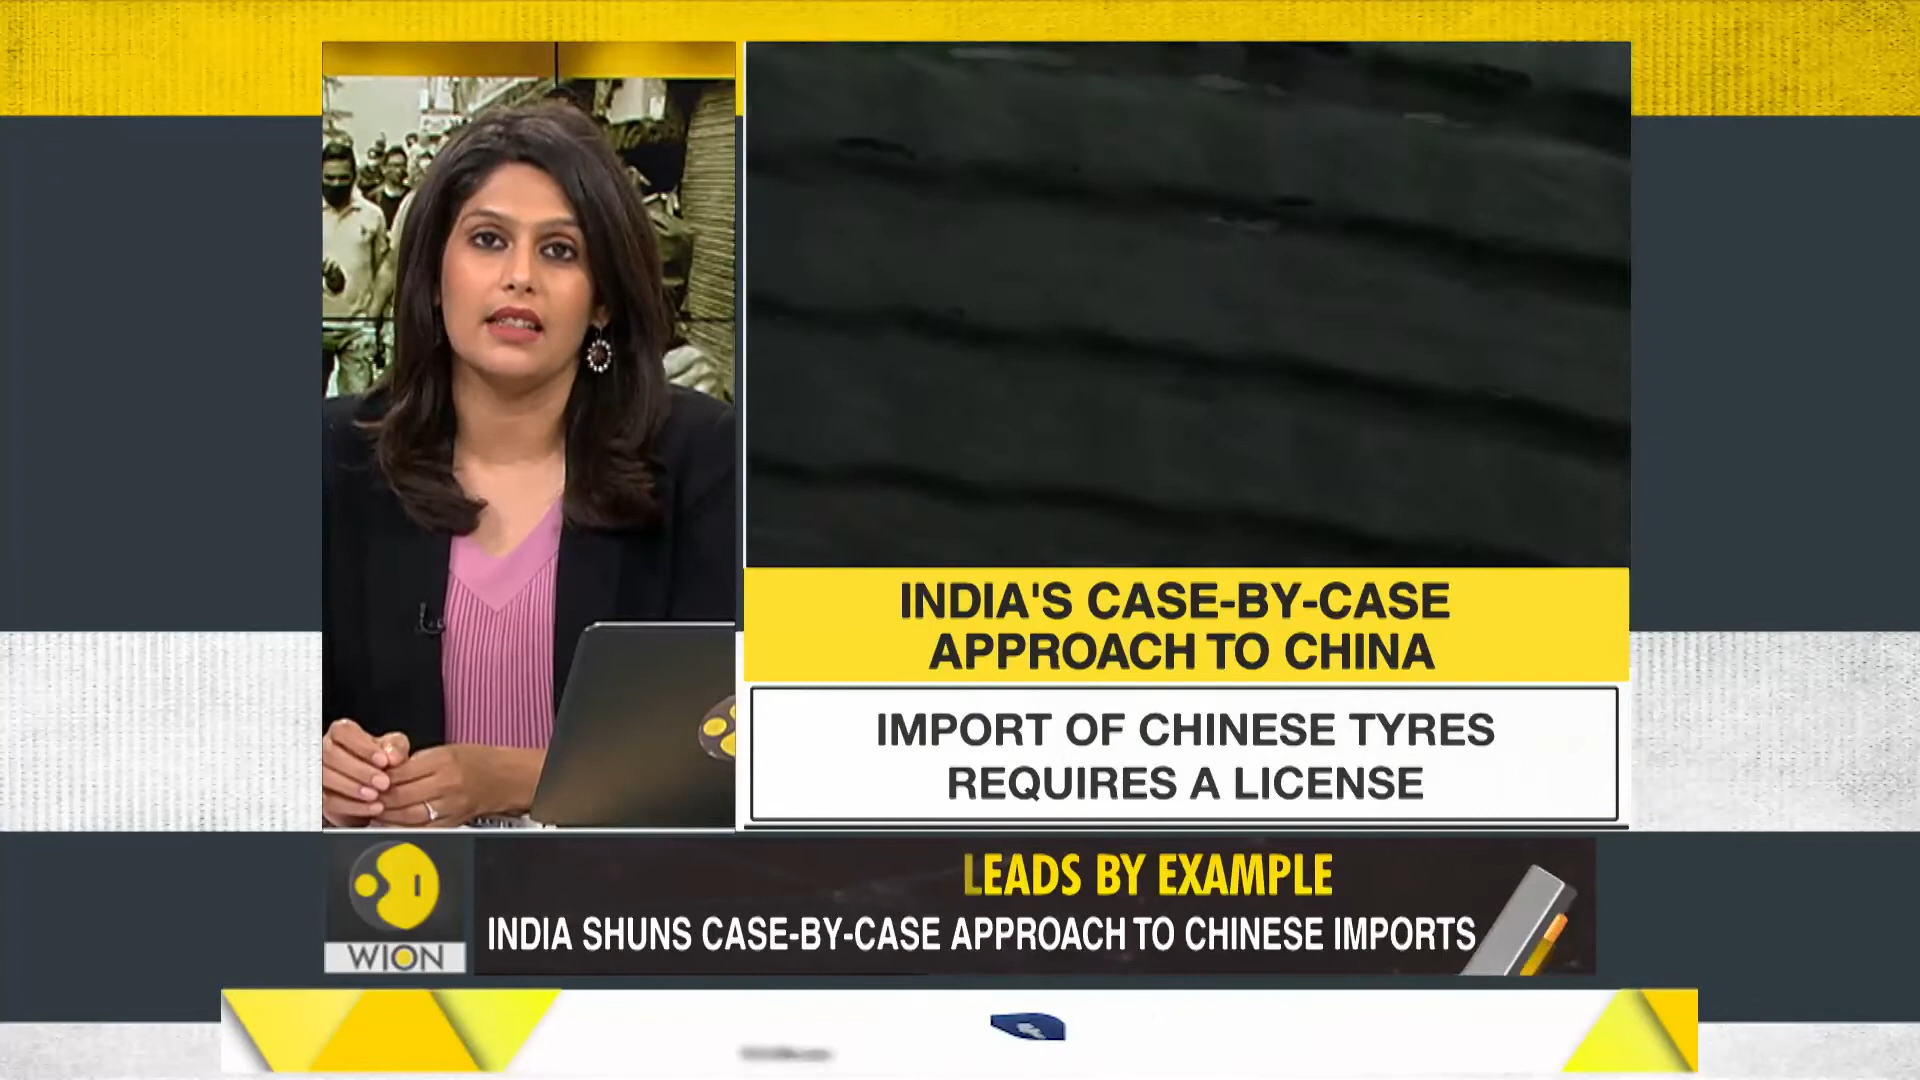 INDIA'S CASE-BY-CASE
APPROACH TO CHINA
IMPORT OF CHINESE TYRES
REQUIRES A LICENSE
LEADS BY EXAMPLE
INDIA SHUNS CASE-BY-CASE APPROACH TO CHINESE IMPORTS
WION